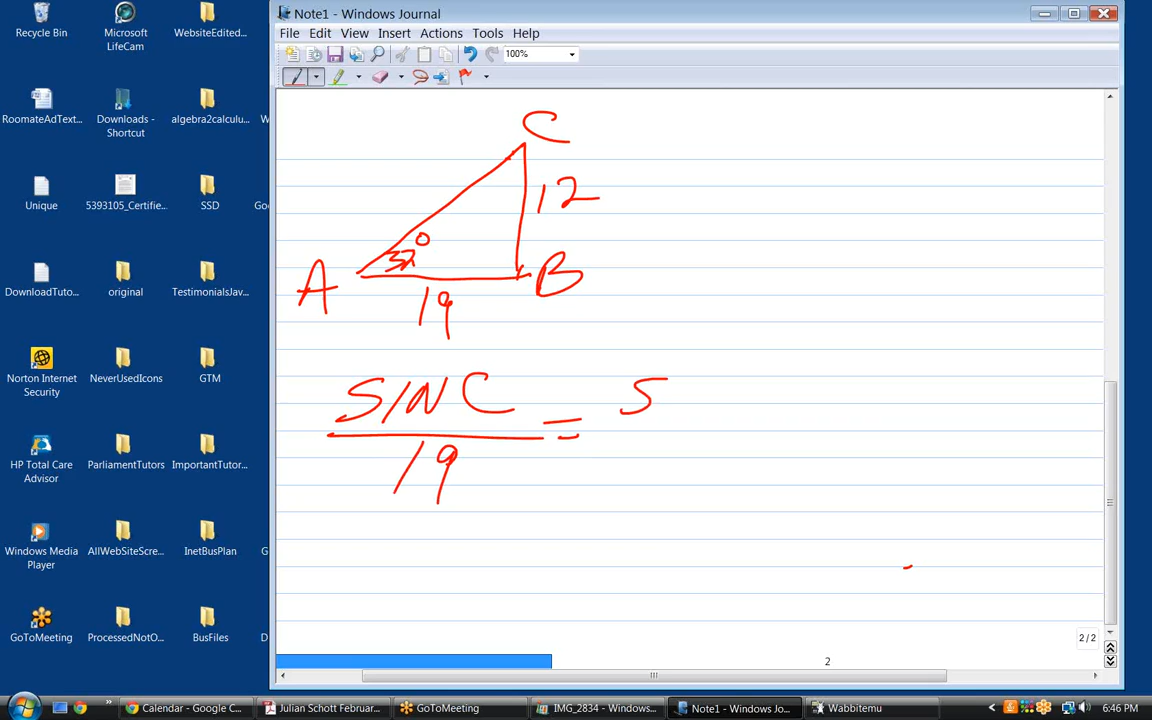 Note1 - Windows Journal
File Edit View Insert Actions Tools Help
100%
Recycle Bin
Microsoft LifeCam
WebsiteEdited...
RoomateAdText...
Downloads - Shortcut
algebra2calculu...
W
Unique
5393105_Certifie...
SSD
Go
DownloadTuto...
original
TestimonialsJav...
Norton Internet Security
NeverUsedIcons
GTM
HP Total Care Advisor
ParliamentTutors
ImportantTutor...
Windows Media Player
AllWebSiteScre...
InetBusPlan
GoToMeeting
ProcessedNotO...
BusFiles
C
12
32°
A
B
19
SIN C = S
19
2/2
2
Calendar - Google C...
Julian Schott Februar...
GoToMeeting
IMG_2834 - Windows...
Note1 - Windows Jo...
Wabbitemu
6:46 PM